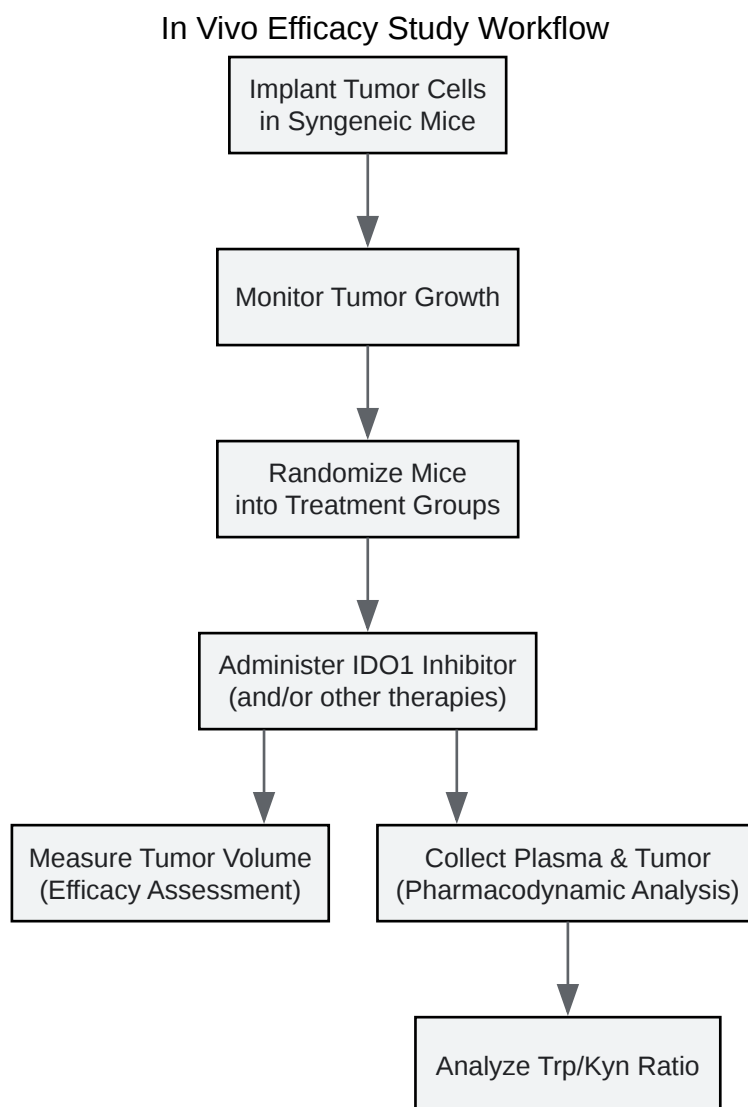 In Vivo Efficacy Study Workflow
Implant Tumor Cells
in Syngeneic Mice
Monitor Tumor Growth
Randomize Mice
into Treatment Groups
Administer IDO1 Inhibitor
(and/or other therapies)
Measure Tumor Volume
(Efficacy Assessment)
Collect Plasma & Tumor
(Pharmacodynamic Analysis)
Analyze Trp/Kyn Ratio